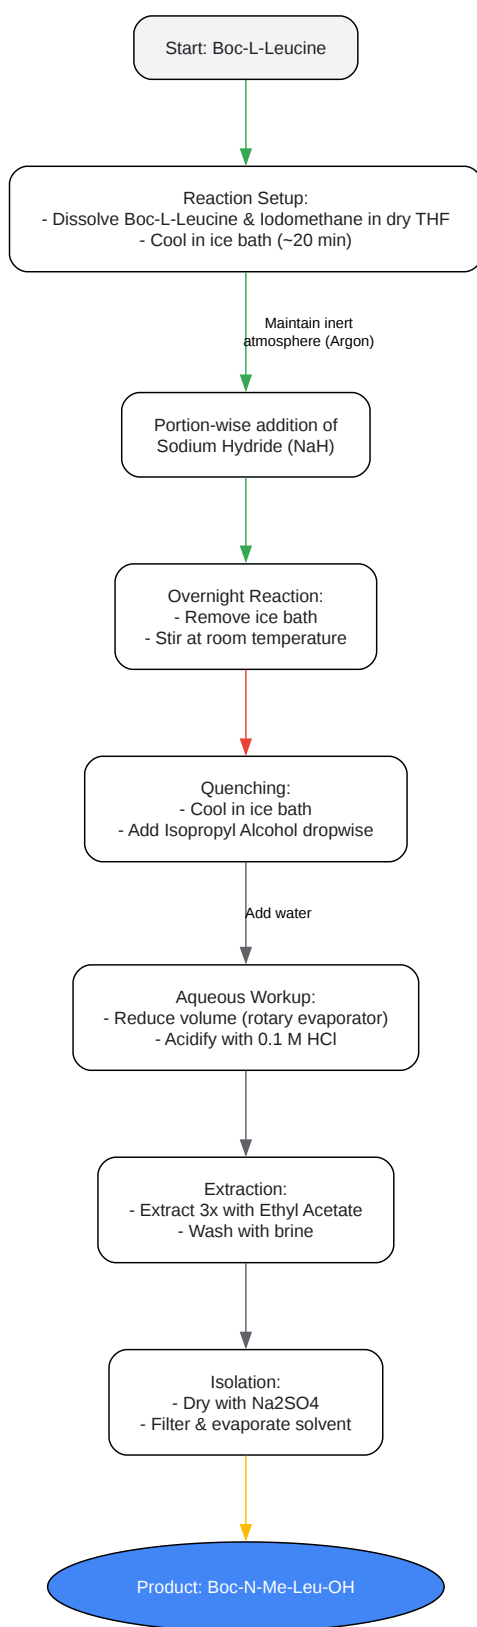 Start: Boc-L-Leucine
Reaction Setup:
- Dissolve Boc-L-Leucine & Iodomethane in dry THF
- Cool in ice bath (~20 min)
Maintain inert
atmosphere (Argon)
Portion-wise addition of
Sodium Hydride (NaH)
Overnight Reaction:
- Remove ice bath
- Stir at room temperature
Quenching:
- Cool in ice bath
- Add Isopropyl Alcohol dropwise
Add water
Aqueous Workup:
- Reduce volume (rotary evaporator)
- Acidify with 0.1 M HCl
Extraction:
- Extract 3x with Ethyl Acetate
- Wash with brine
Isolation:
- Dry with Na2SO4
- Filter & evaporate solvent
Product: Boc-N-Me-Leu-OH